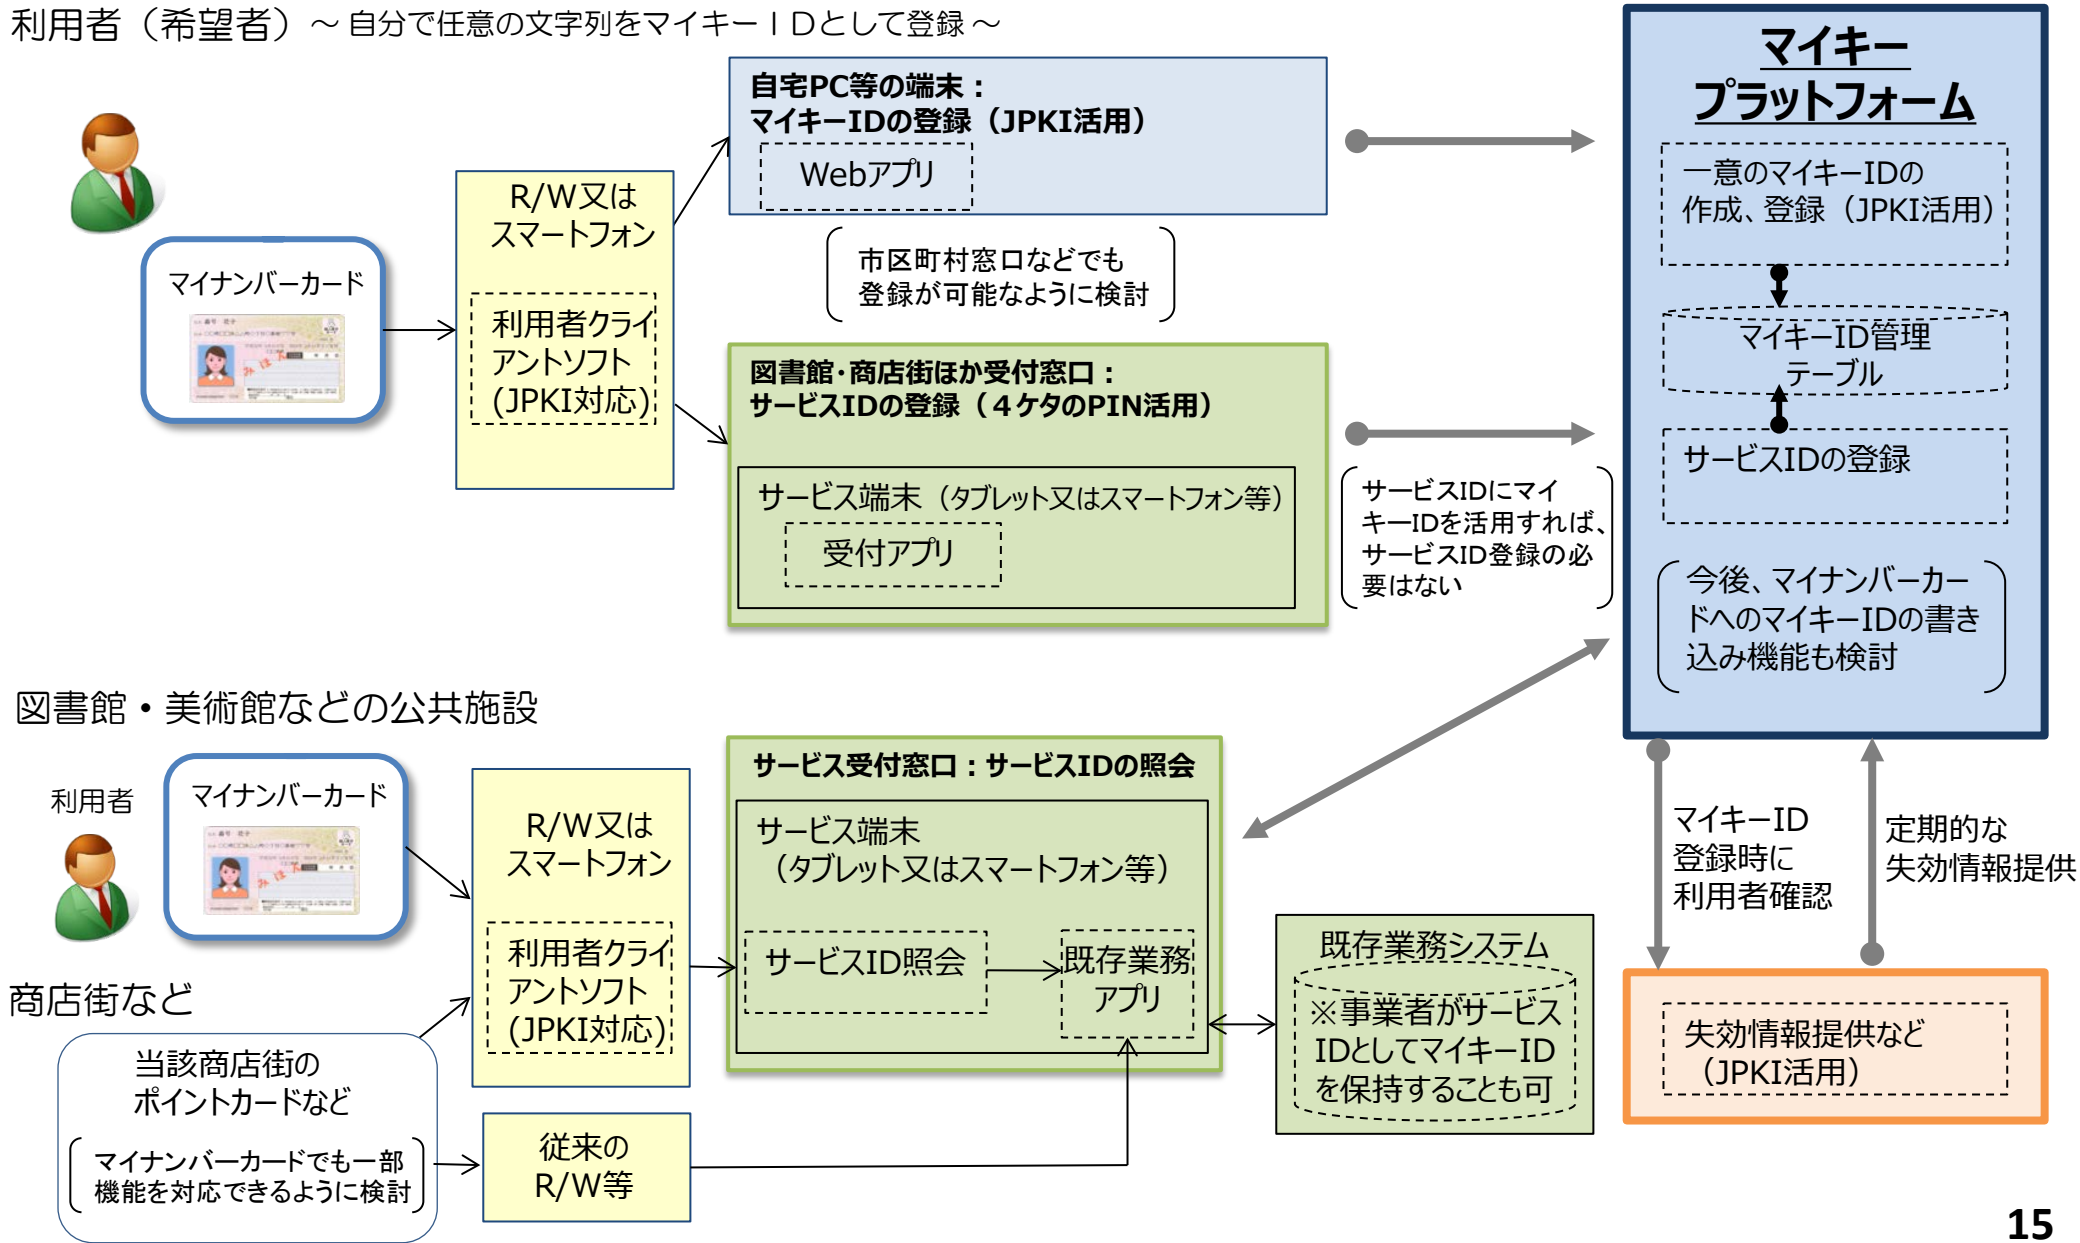 利用者（希望者）～ 自分で任意の文字列をマイキーＩＤとして登録 ～
マイナンバーカード
R/W又は
スマートフォン
利用者クライ
アントソフト
(JPKI対応)
自宅PC等の端末：
マイキーIDの登録（JPKI活用）
Webアプリ
市区町村窓口などでも
登録が可能なように検討
図書館・商店街ほか受付窓口：
サービスIDの登録（４ケタのPIN活用）
サービス端末（タブレット又はスマートフォン等）
受付アプリ
サービスIDにマイ
キーIDを活用すれば、
サービスID登録の必
要はない
マイキー
プラットフォーム
一意のマイキーIDの
作成、登録（JPKI活用）
マイキーID管理
テーブル
サービスIDの登録
今後、マイナンバーカー
ドへのマイキーIDの書き
込み機能も検討
図書館・美術館などの公共施設
利用者
マイナンバーカード
商店街など
当該商店街の
ポイントカードなど
マイナンバーカードでも一部
機能を対応できるように検討
R/W又は
スマートフォン
利用者クライ
アントソフト
(JPKI対応)
従来の
R/W等
サービス受付窓口：サービスIDの照会
サービス端末
（タブレット又はスマートフォン等）
サービスID照会
既存業務
アプリ
既存業務システム
※事業者がサービス
IDとしてマイキーID
を保持することも可
マイキーID
登録時に
利用者確認
定期的な
失効情報提供
失効情報提供など
（JPKI活用）
15